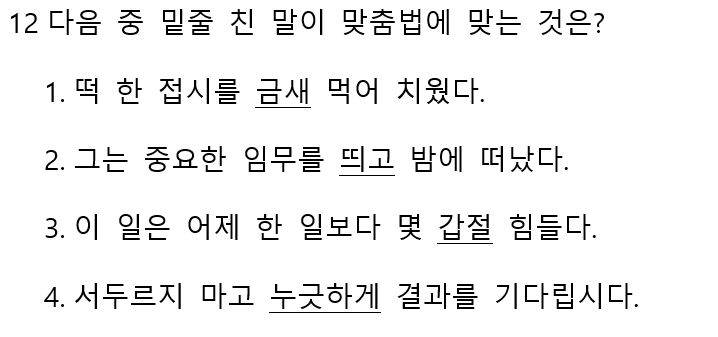 12 다음 중 밑줄 친 말이 맞춤법에 맞는 것은?
1. 떡 한 접시를 금새 먹어 치웠다.
2. 그는 중요한 임무를 띄고 밤에 떠났다.
3. 이 일은 어제 한 일보다 몇 갑절 힘들다.
4. 서두르지 마고 누긋하게 결과를 기다립시다.